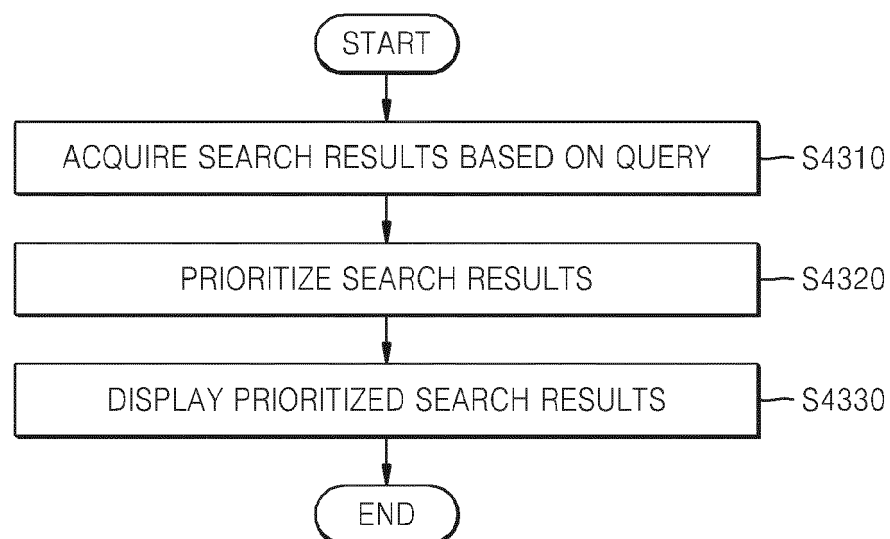 START
ACQUIRE SEARCH RESULTS BASED ON QUERY
S4310
PRIORITIZE SEARCH RESULTS
S4320
DISPLAY PRIORITIZED SEARCH RESULTS
S4330
END